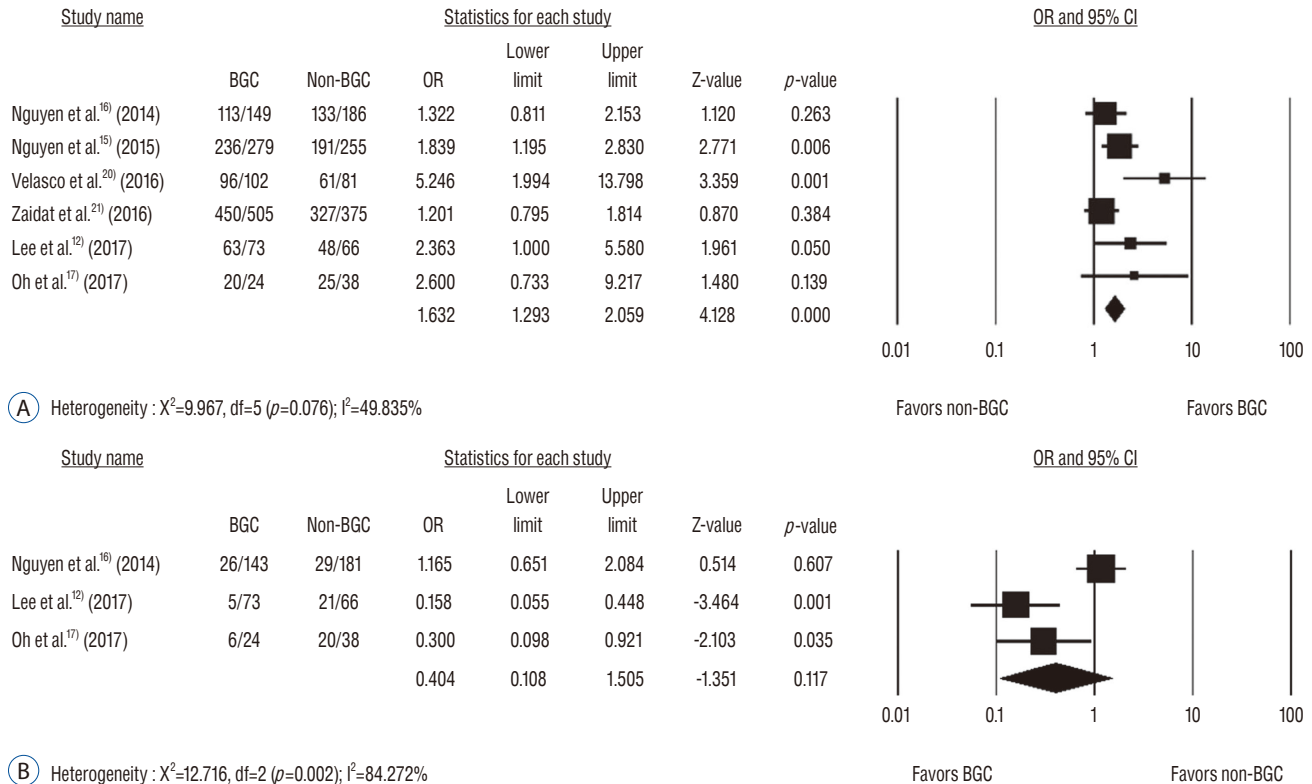 Study name Statistics for each study OR and 95% CI
Lower Upper
BGC Non-BGC OR limit limit Z-value p-value
Nguyen et al.16) (2014) 113/149 133/186 1.322 0.811 2.153 1.120 0.263
Nguyen et al.15) (2015) 236/279 191/255 1.839 1.195 2.830 2.771 0.006
Velasco et al.20) (2016) 96/102 61/81 5.246 1.994 13.798 3.359 0.001
Zaidat et al.21) (2016) 450/505 327/375 1.201 0.795 1.814 0.870 0.384
Lee et al.12) (2017) 63/73 48/66 2.363 1.000 5.580 1.961 0.050
Oh et al.17) (2017) 20/24 25/38 2.600 0.733 9.217 1.480 0.139
1.632 1.293 2.059 4.128 0.000
0.01 0.1 1 10 100
A Heterogeneity : X2=9.967, df=5 (p=0.076); I2=49.835% Favors non-BGC Favors BGC
Study name Statistics for each study OR and 95% CI
Lower Upper
BGC Non-BGC OR limit limit Z-value p-value
Nguyen et al.16) (2014) 26/143 29/181 1.165 0.651 2.084 0.514 0.607
Lee et al.12) (2017) 5/73 21/66 0.158 0.055 0.448 -3.464 0.001
Oh et al.17) (2017) 6/24 20/38 0.300 0.098 0.921 -2.103 0.035
0.404 0.108 1.505 -1.351 0.117
0.01 0.1 1 10 100
B Heterogeneity : X2=12.716, df=2 (p=0.002); I2=84.272% Favors BGC Favors non-BGC